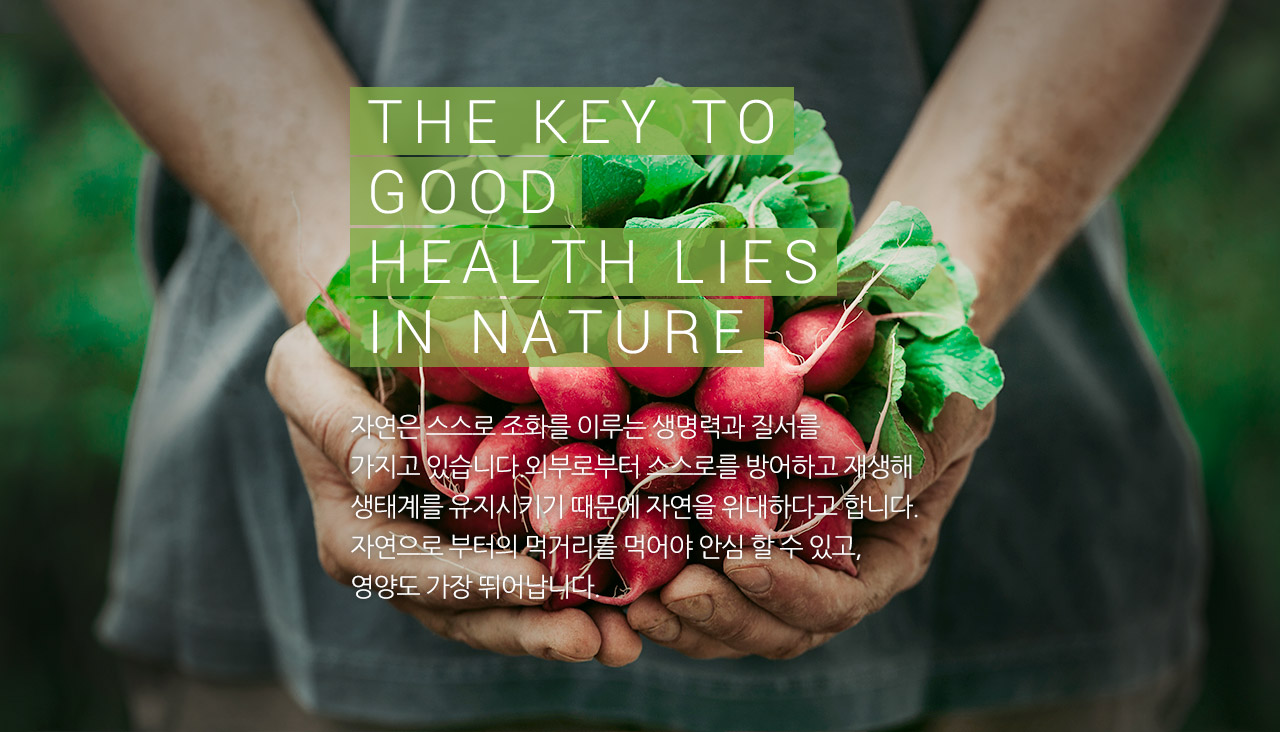 THE KEY TO
GOOD
HEALTH LIES
IN NATURE
자연은 스스로 조화를 이루는 생명력과 질서를
가지고 있습니다.외부로부터 스스로를 방어하고 재생해
생태계를 유지시키기 때문에 자연을 위대하다고 합니다.
자연으로 부터의 먹거리를 먹어야 안심 할 수 있고,
영양도 가장 뛰어납니다.